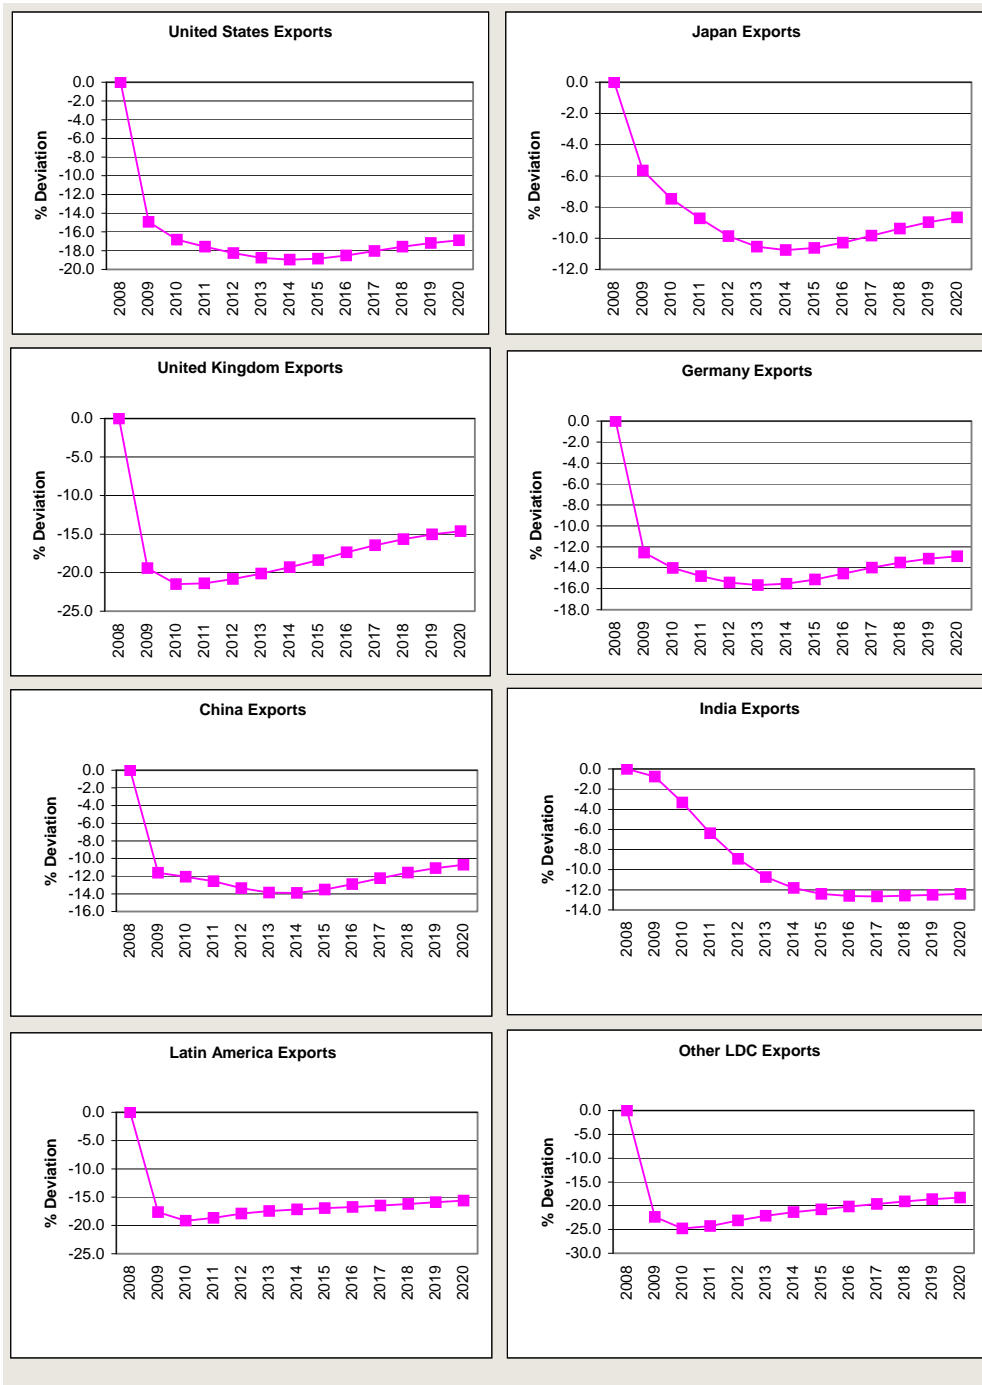 United States Exports
% Deviation
0.0
-2.0
-4.0
-6.0
-8.0
-10.0
-12.0
-14.0
-16.0
-18.0
-20.0
2008 2009 2010 2011 2012 2013 2014 2015 2016 2017 2018 2019 2020
Japan Exports
% Deviation
0.0
-2.0
-4.0
-6.0
-8.0
-10.0
-12.0
2008 2009 2010 2011 2012 2013 2014 2015 2016 2017 2018 2019 2020
United Kingdom Exports
% Deviation
0.0
-5.0
-10.0
-15.0
-20.0
-25.0
2008 2009 2010 2011 2012 2013 2014 2015 2016 2017 2018 2019 2020
Germany Exports
% Deviation
0.0
-2.0
-4.0
-6.0
-8.0
-10.0
-12.0
-14.0
-16.0
-18.0
2008 2009 2010 2011 2012 2013 2014 2015 2016 2017 2018 2019 2020
China Exports
% Deviation
0.0
-2.0
-4.0
-6.0
-8.0
-10.0
-12.0
-14.0
-16.0
2008 2009 2010 2011 2012 2013 2014 2015 2016 2017 2018 2019 2020
India Exports
% Deviation
0.0
-2.0
-4.0
-6.0
-8.0
-10.0
-12.0
-14.0
2008 2009 2010 2011 2012 2013 2014 2015 2016 2017 2018 2019 2020
Latin America Exports
% Deviation
0.0
-5.0
-10.0
-15.0
-20.0
-25.0
2008 2009 2010 2011 2012 2013 2014 2015 2016 2017 2018 2019 2020
Other LDC Exports
% Deviation
0.0
-5.0
-10.0
-15.0
-20.0
-25.0
-30.0
2008 2009 2010 2011 2012 2013 2014 2015 2016 2017 2018 2019 2020